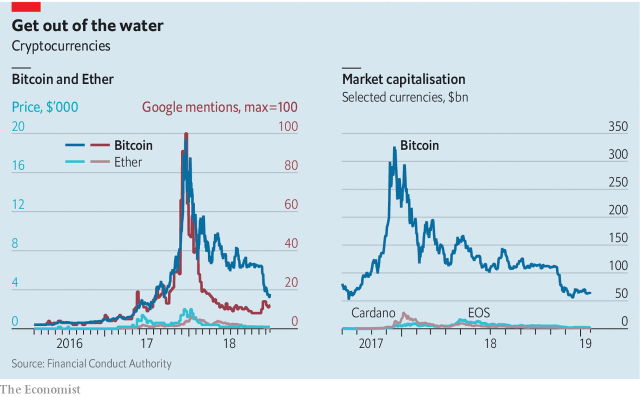 Get out of the water
Cryptocurrencies
Bitcoin and Ether
Price, $’000
Google mentions, max=100
20
16
12
8
4
0
100
80
60
40
20
0
Bitcoin
Ether
2016
17
18
Market capitalisation
Selected currencies, $bn
Bitcoin
350
300
250
200
150
100
50
0
Cardano
EOS
2017
18
19
Source: Financial Conduct Authority
The Economist